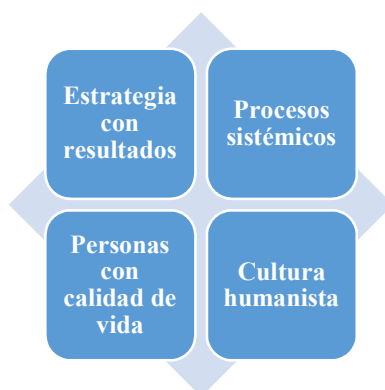 Estrategia
con
resultados
Procesos
sistémicos
Personas
con
calidad de
vida
Cultura
humanista